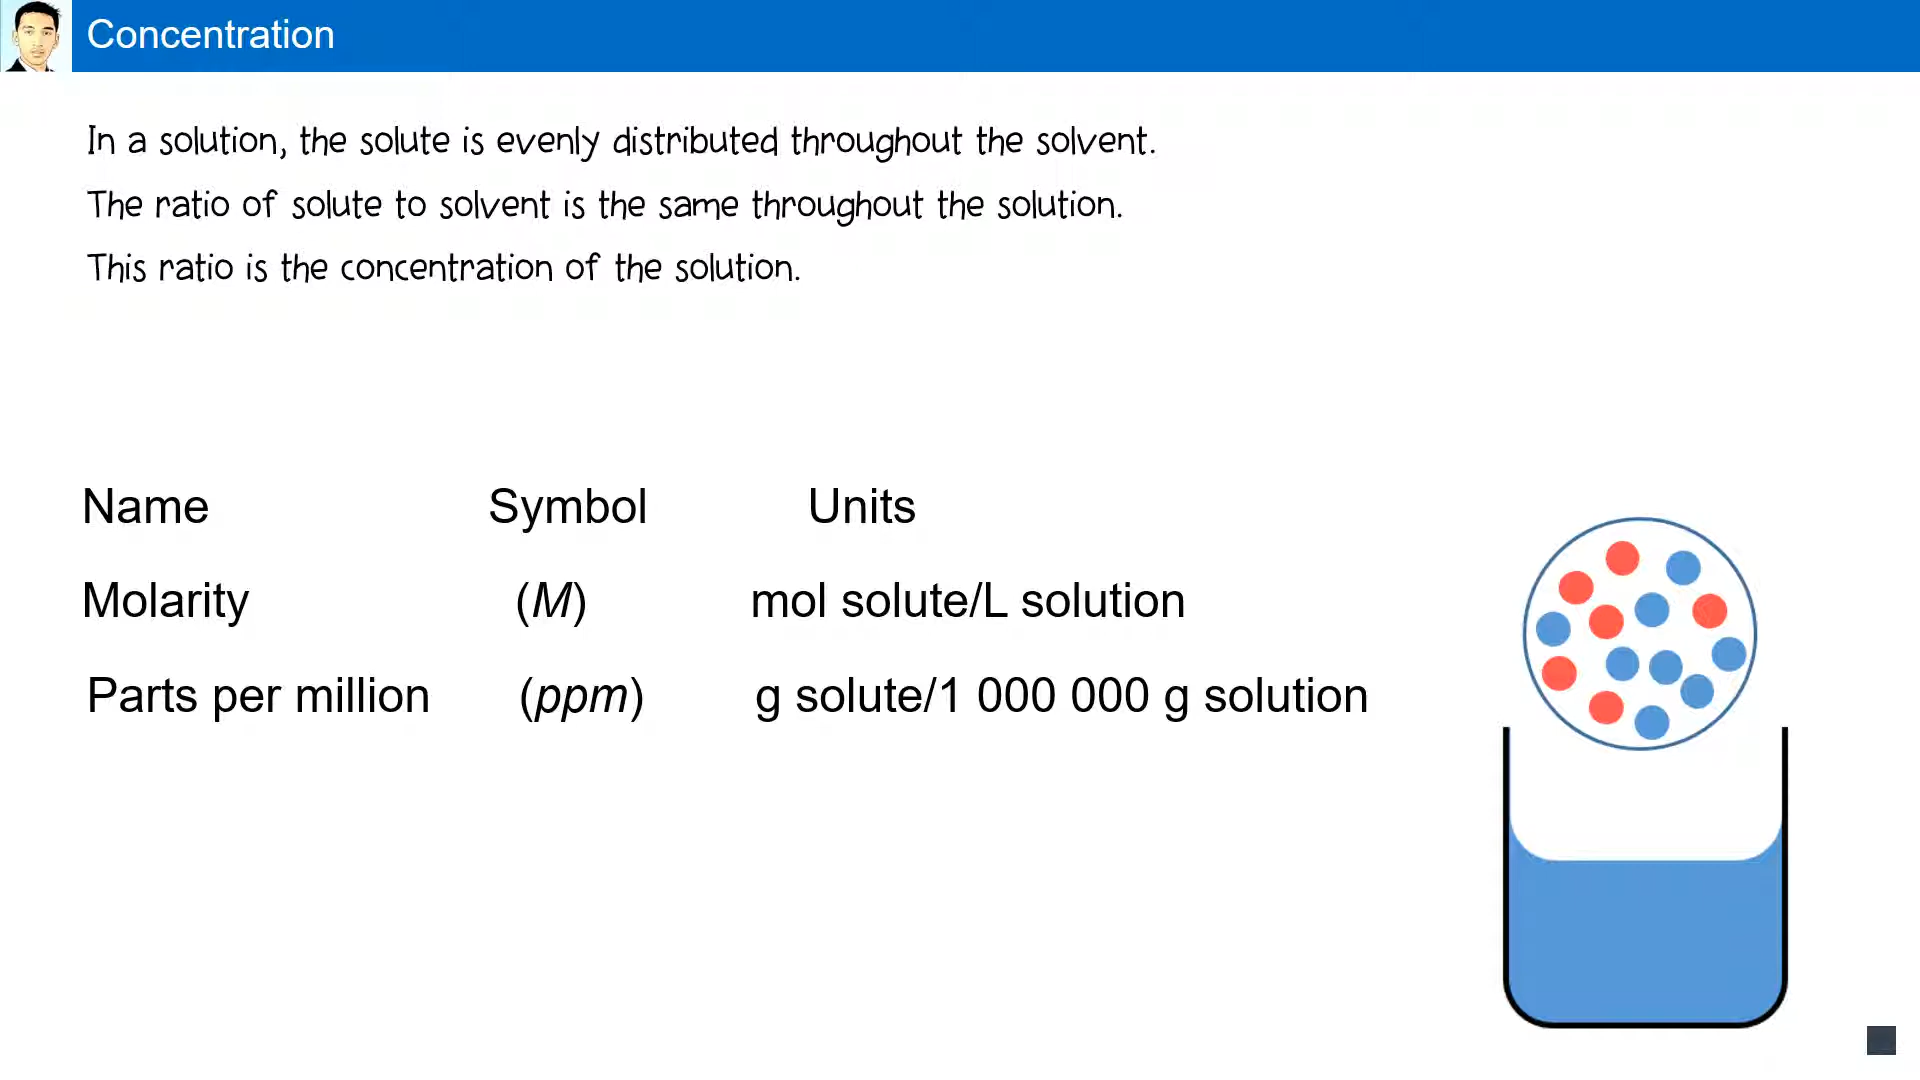 Concentration
In a solution, the solute is evenly distributed throughout the solvent.
The ratio of solute to solvent is the same throughout the solution.
This ratio is the concentration of the solution.
Name Symbol Units
Molarity (M) mol solute/L solution
Parts per million (ppm) g solute/1 000 000 g solution